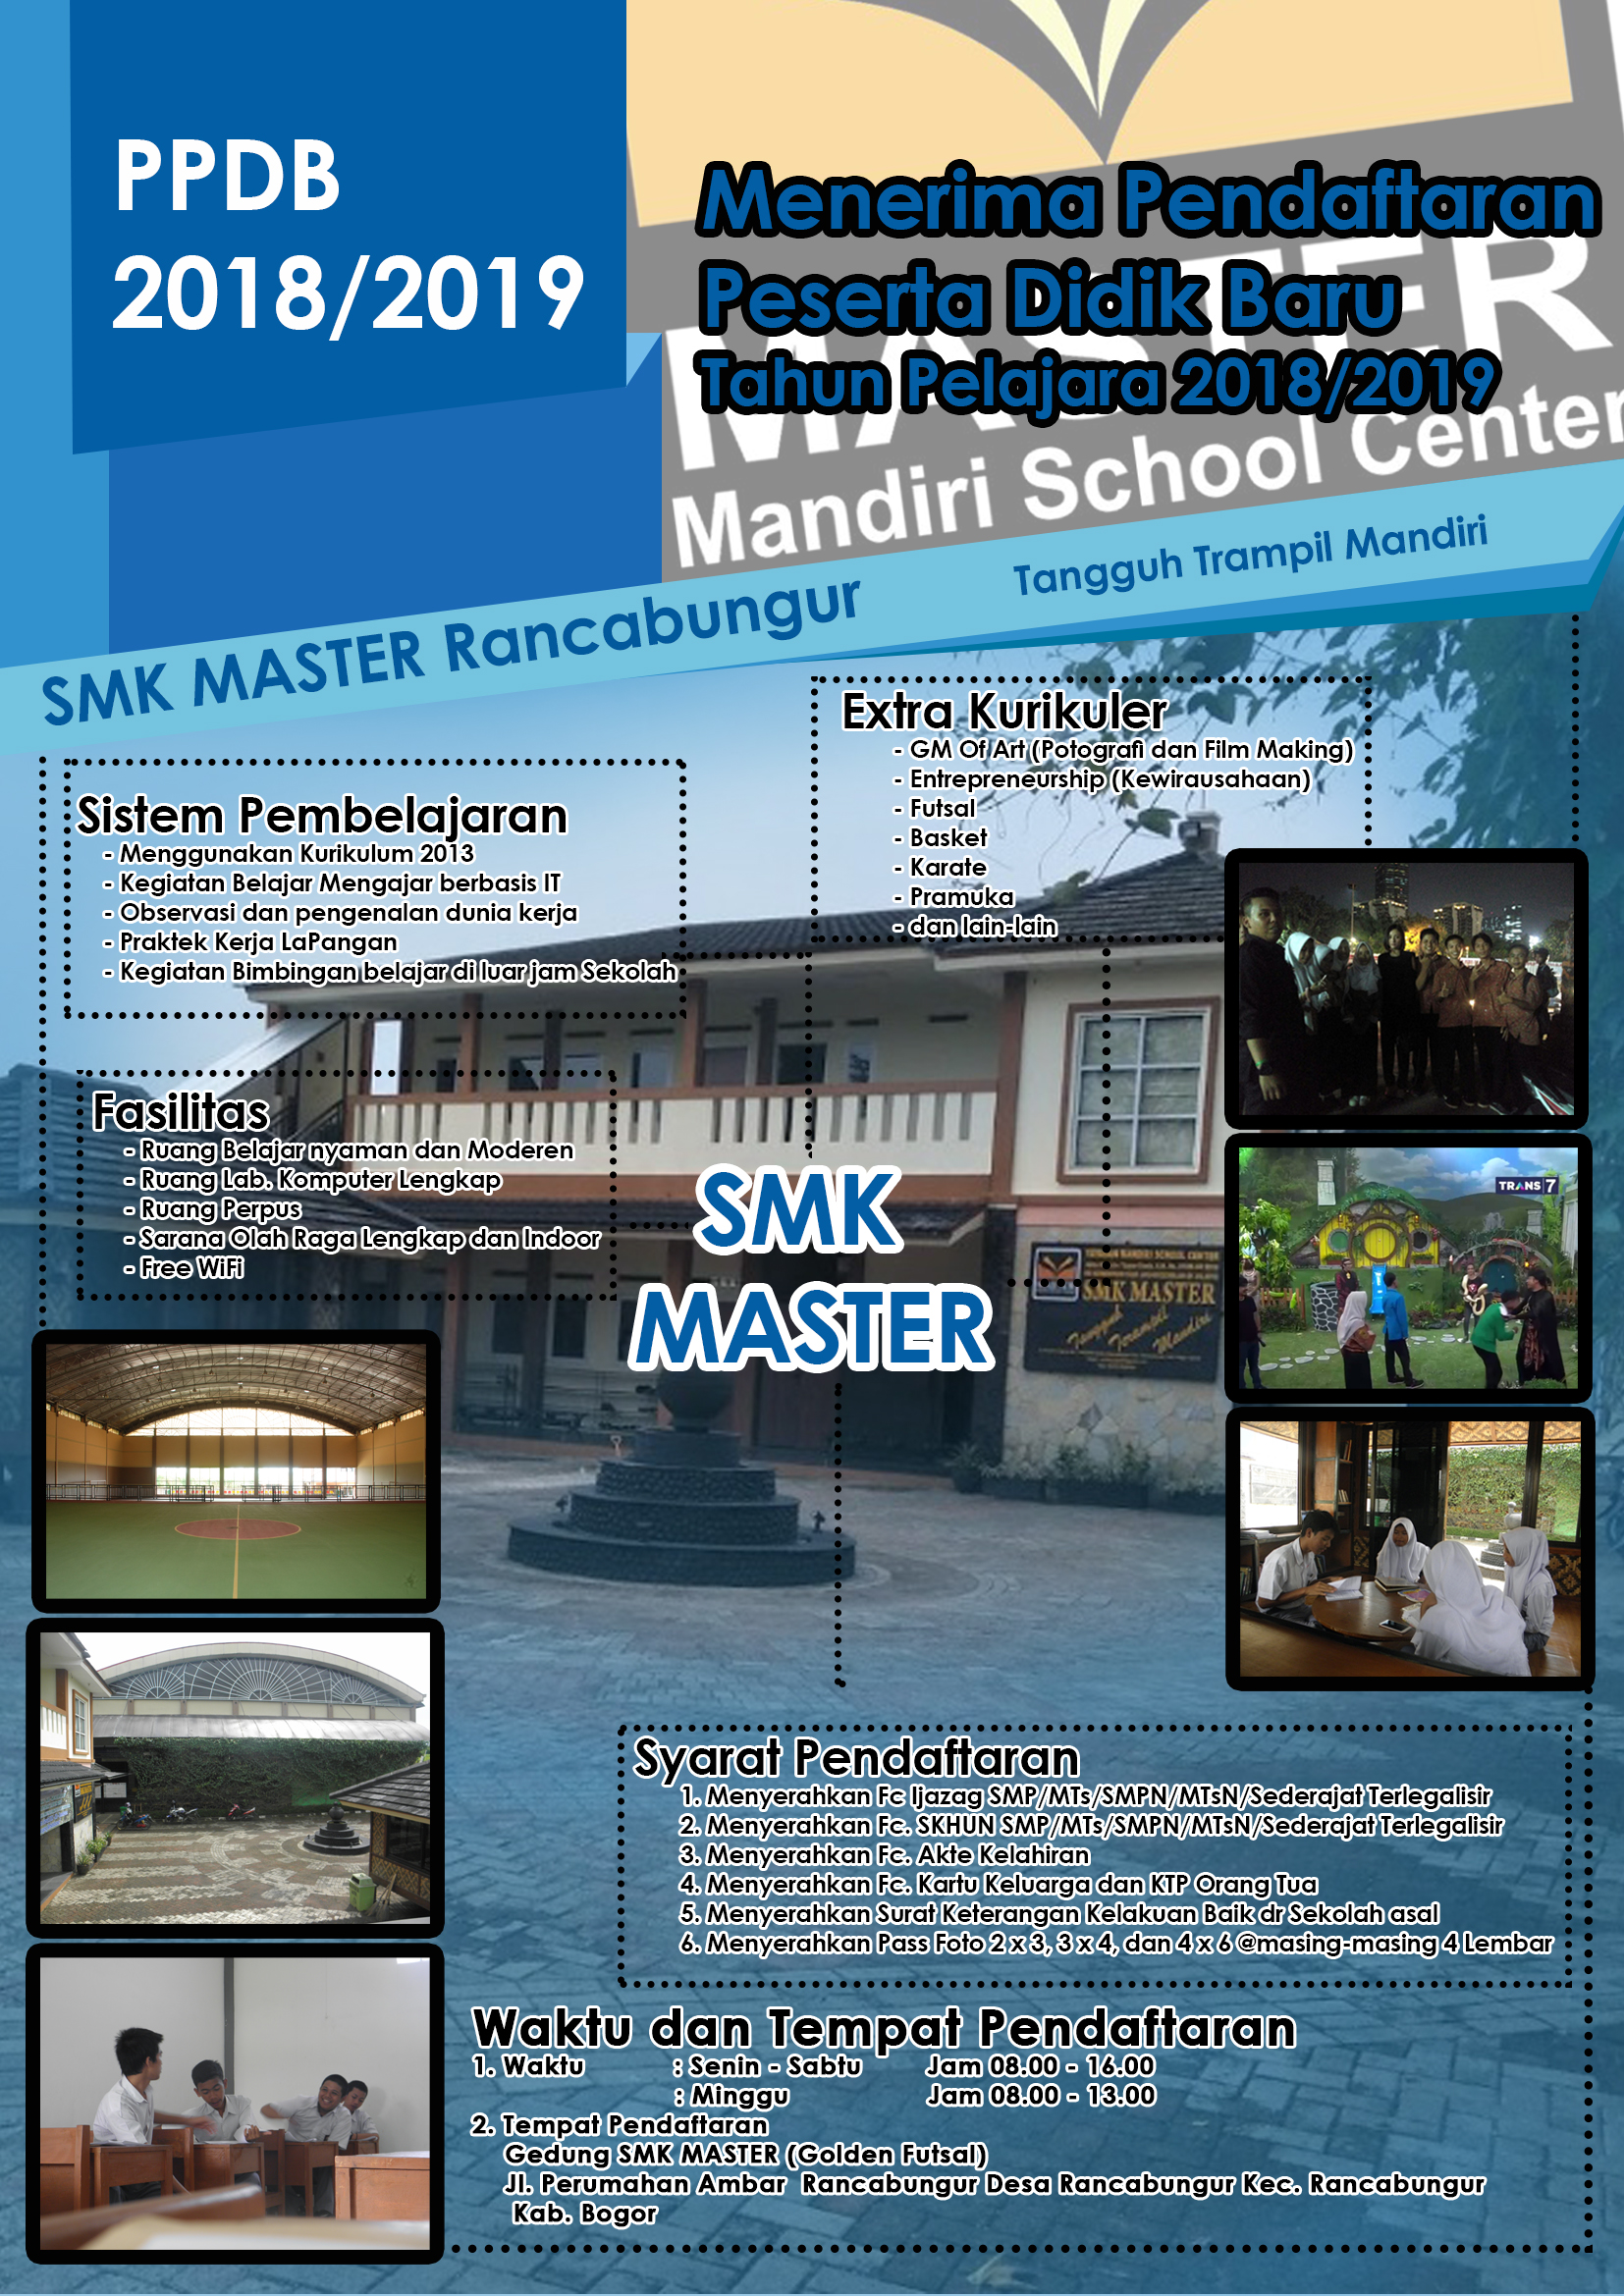 PPDB
2018/2019
Menerima Pendaftaran
Peserta Didik Baru
Tahun Pelajara 2018/2019
MASTER
Mandiri School Center
Tangguh Trampil Mandiri
SMK MASTER Rancabungur
Extra Kurikuler
- GM Of Art (Potografi dan Film Making)
- Entrepreneurship (Kewirausahaan)
- Futsal
- Basket
- Karate
- Pramuka
- dan lain-lain
Sistem Pembelajaran
- Menggunakan Kurikulum 2013
- Kegiatan Belajar Mengajar berbasis IT
- Observasi dan pengenalan dunia kerja
- Praktek Kerja LaPangan
- Kegiatan Bimbingan belajar di luar jam Sekolah
Fasilitas
- Ruang Belajar nyaman dan Moderen
- Ruang Lab. Komputer Lengkap
- Ruang Perpus
- Sarana Olah Raga Lengkap dan Indoor
- Free WiFi
TRANS 7
SMK
MASTER
MANDIRI SCHOOL CENTER
SMK MASTER
Tangguh Terampil Mandiri
Syarat Pendaftaran
1. Menyerahkan Fc Ijazag SMP/MTs/SMPN/MTsN/Sederajat Terlegalisir
2. Menyerahkan Fc. SKHUN SMP/MTs/SMPN/MTsN/Sederajat Terlegalisir
3. Menyerahkan Fc. Akte Kelahiran
4. Menyerahkan Fc. Kartu Keluarga dan KTP Orang Tua
5. Menyerahkan Surat Keterangan Kelakuan Baik dr Sekolah asal
6. Menyerahkan Pass Foto 2 x 3, 3 x 4, dan 4 x 6 @masing-masing 4 Lembar
Waktu dan Tempat Pendaftaran
1. Waktu : Senin - Sabtu Jam 08.00 - 16.00
: Minggu Jam 08.00 - 13.00
2. Tempat Pendaftaran
Gedung SMK MASTER (Golden Futsal)
Jl. Perumahan Ambar Rancabungur Desa Rancabungur Kec. Rancabungur
Kab. Bogor